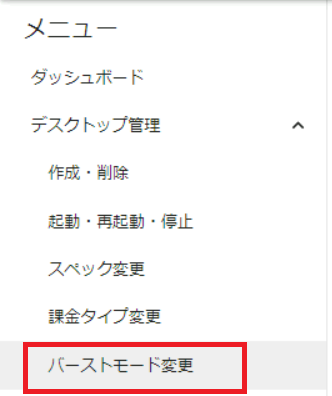 メニュー
ダッシュボード
デスクトップ管理
作成・削除
起動・再起動・停止
スペック変更
課金タイプ変更
バーストモード変更